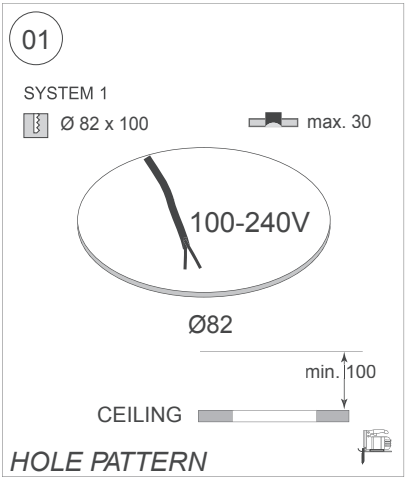 01
SYSTEM 1
Ø 82 x 100
max. 30
100-240V
Ø82
min. 100
CEILING
HOLE PATTERN